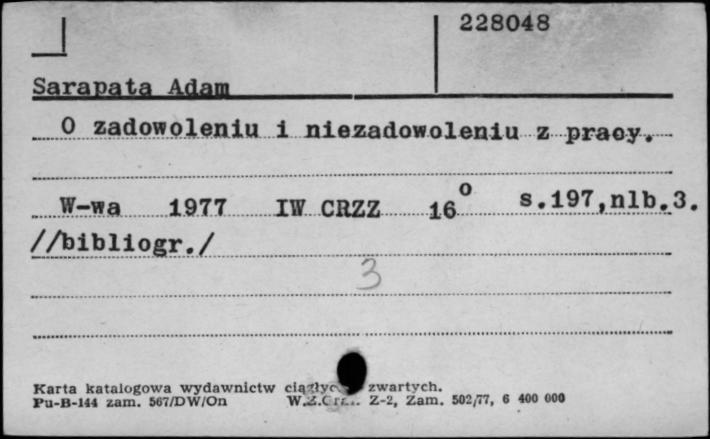 228048
Sarapata Adam
O zadowoleniu i niezadowoleniu z pracy.
W-wa 1977 IW CRZZ 16° s.197,nlb.3.
//bibliogr./
3
Karta katalogowa wydawnictw zwartych.
Pu-B-144 zam. 567/DW/On Z-2, Zam. 502/77, 6 400 000